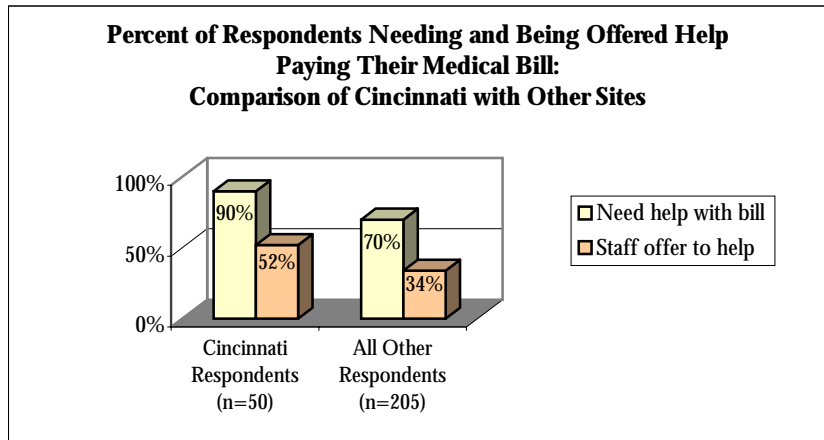 Percent of Respondents Needing and Being Offered Help
Paying Their Medical Bill:
Comparison of Cincinnati with Other Sites
100%
50%
0%
90%
52%
70%
34%
Cincinnati
Respondents
(n=50)
All Other
Respondents
(n=205)
Need help with bill
Staff offer to help